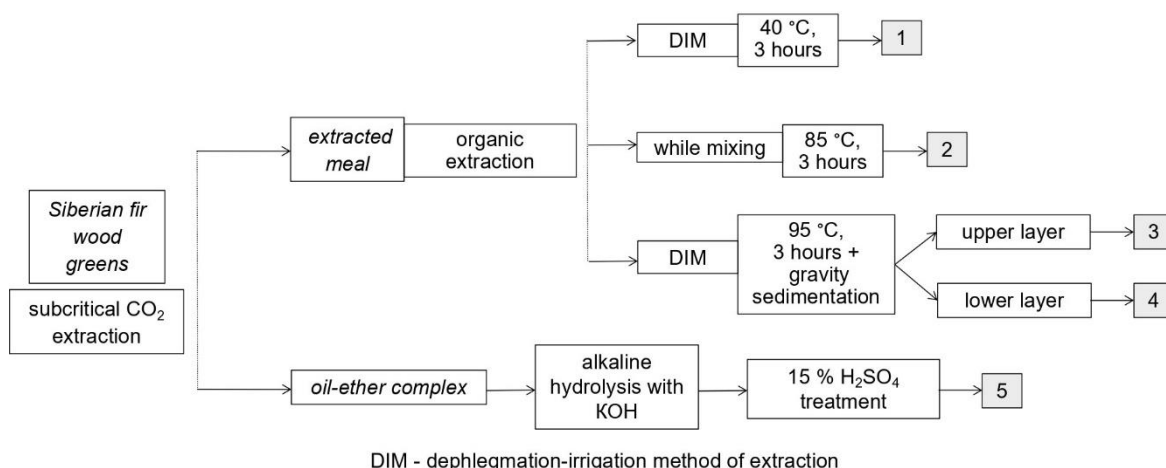 DIM
40 °C,
3 hours
1
extracted
meal
organic
extraction
while mixing
85 °C,
3 hours
2
Siberian fir
wood
greens
subcritical CO₂
extraction
DIM
95 °C,
3 hours +
gravity
sedimentation
upper layer
3
lower layer
4
oil-ether complex
alkaline
hydrolysis with
KOH
15 % H₂SO₄
treatment
5
DIM - dephlegmation-irrigation method of extraction